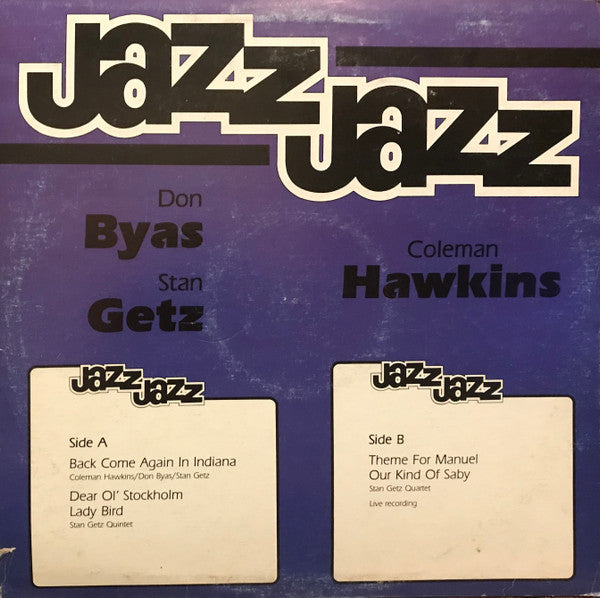 Jazz
Jazz
Don
Byas
Stan
Getz
Coleman
Hawkins
Jazz Jazz
Side A
Back Come Again In Indiana
Coleman Hawkins/Don Byas/Stan Getz
Dear Ol' Stockholm
Lady Bird
Stan Getz Quintet
Jazz Jazz
Side B
Theme For Manuel
Our Kind Of Saby
Stan Getz Quartet
Live recording